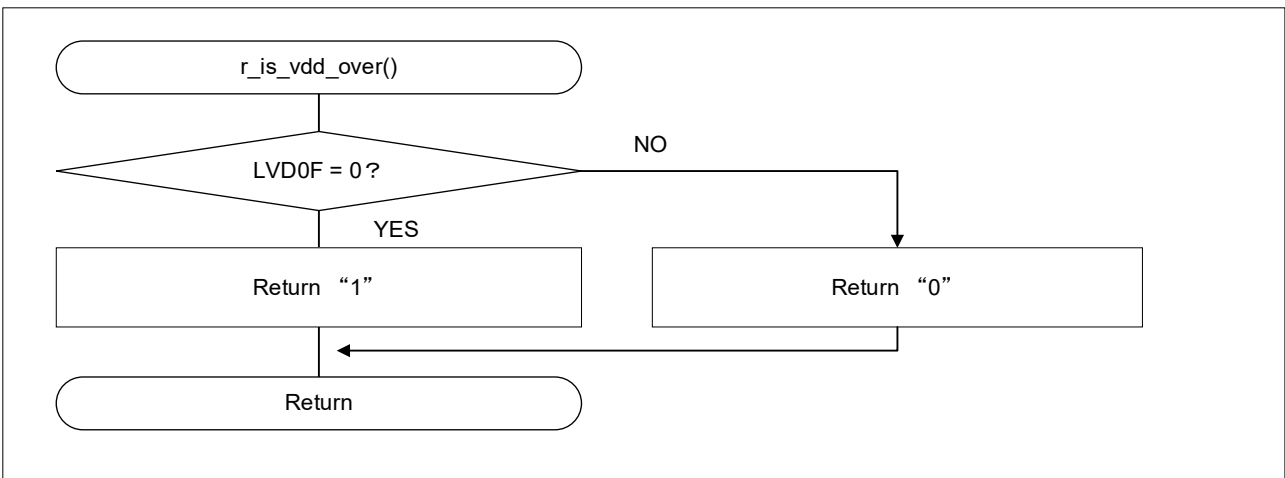 r_is_vdd_over()
LVD0F = 0？
NO
YES
Return “1”
Return “0”
Return